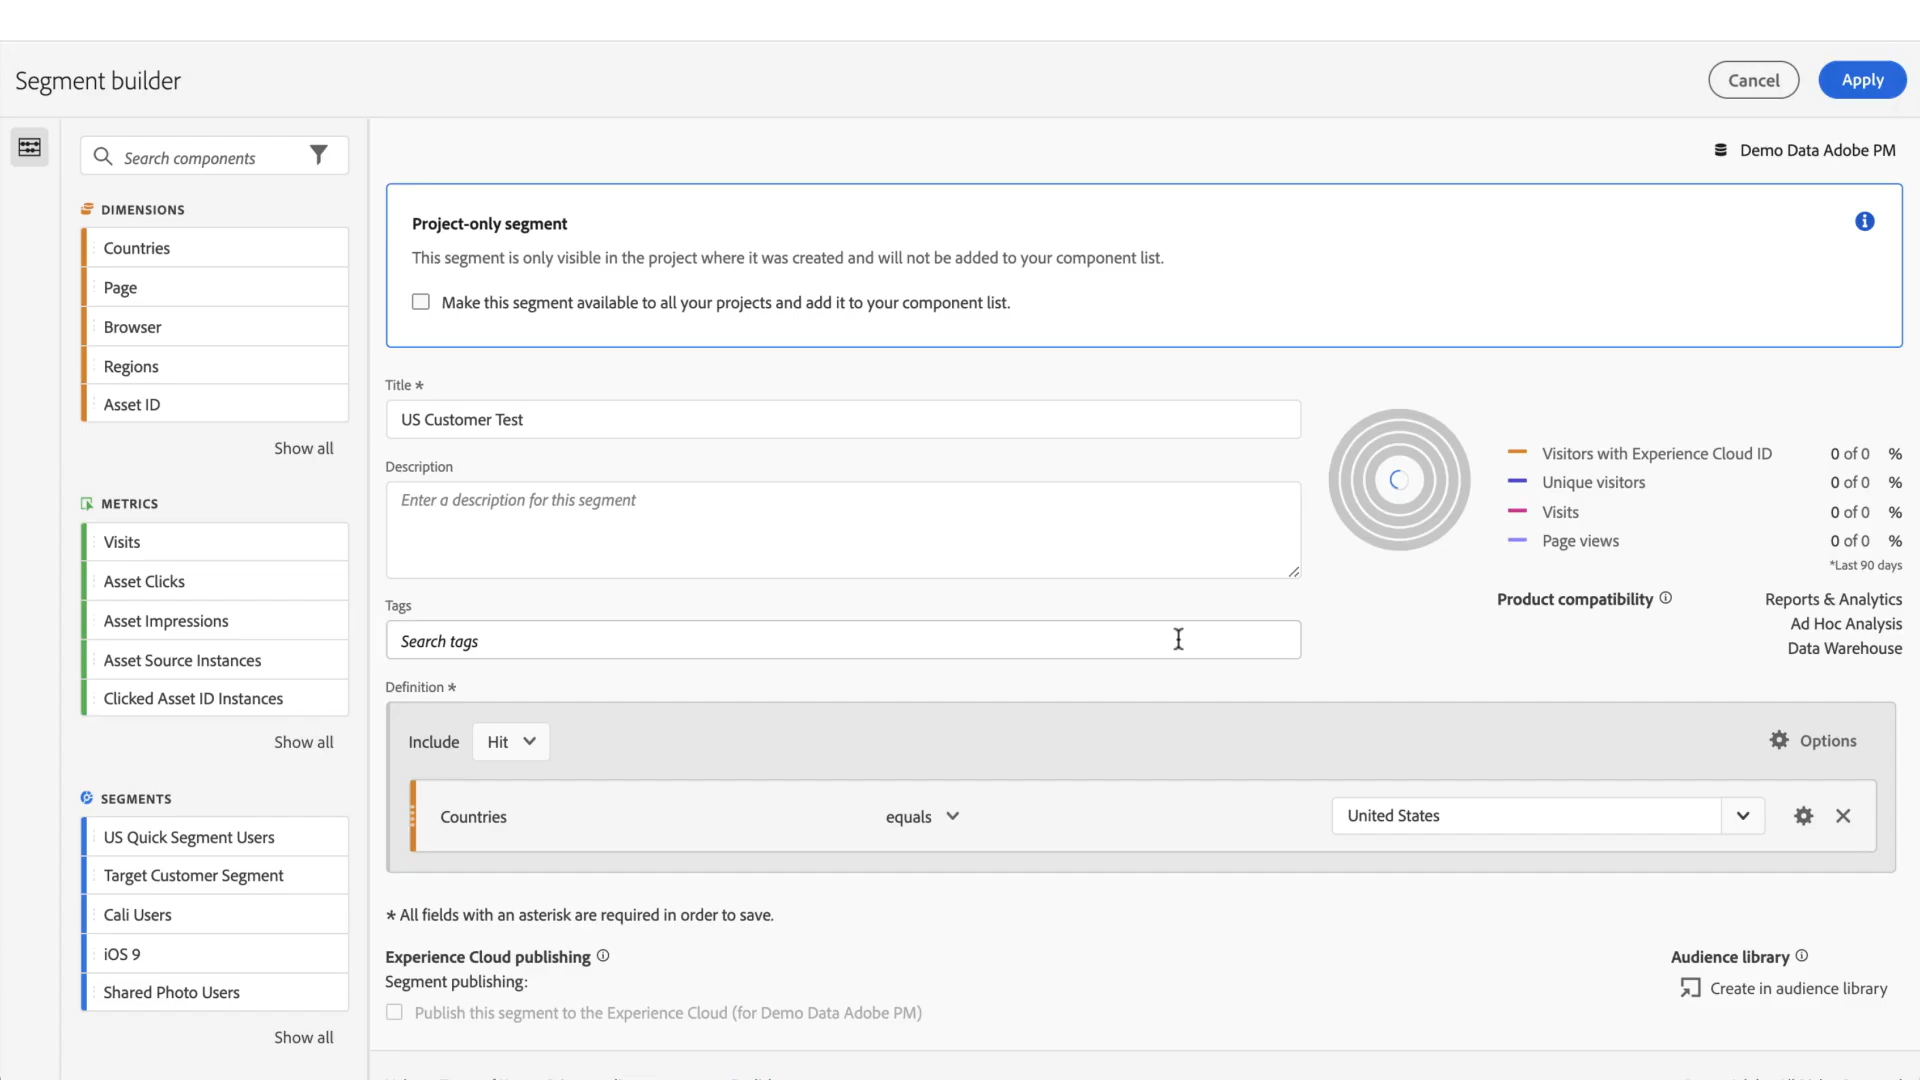 Segment builder
Cancel
Apply
Search components
Demo Data Adobe PM
DIMENSIONS
Countries
Page
Browser
Regions
Asset ID
Show all
METRICS
Visits
Asset Clicks
Asset Impressions
Asset Source Instances
Clicked Asset ID Instances
Show all
SEGMENTS
US Quick Segment Users
Target Customer Segment
Cali Users
iOS 9
Shared Photo Users
Show all
Project-only segment
This segment is only visible in the project where it was created and will not be added to your component list.
Make this segment available to all your projects and add it to your component list.
Title *
US Customer Test
Description
Enter a description for this segment
Tags
Search tags
Visitors with Experience Cloud ID 0 of 0 %
Unique visitors 0 of 0 %
Visits 0 of 0 %
Page views 0 of 0 %
*Last 90 days
Product compatibility
Reports & Analytics
Ad Hoc Analysis
Data Warehouse
Definition *
Include Hit
Options
Countries equals United States
* All fields with an asterisk are required in order to save.
Experience Cloud publishing
Segment publishing:
Publish this segment to the Experience Cloud (for Demo Data Adobe PM)
Audience library
Create in audience library